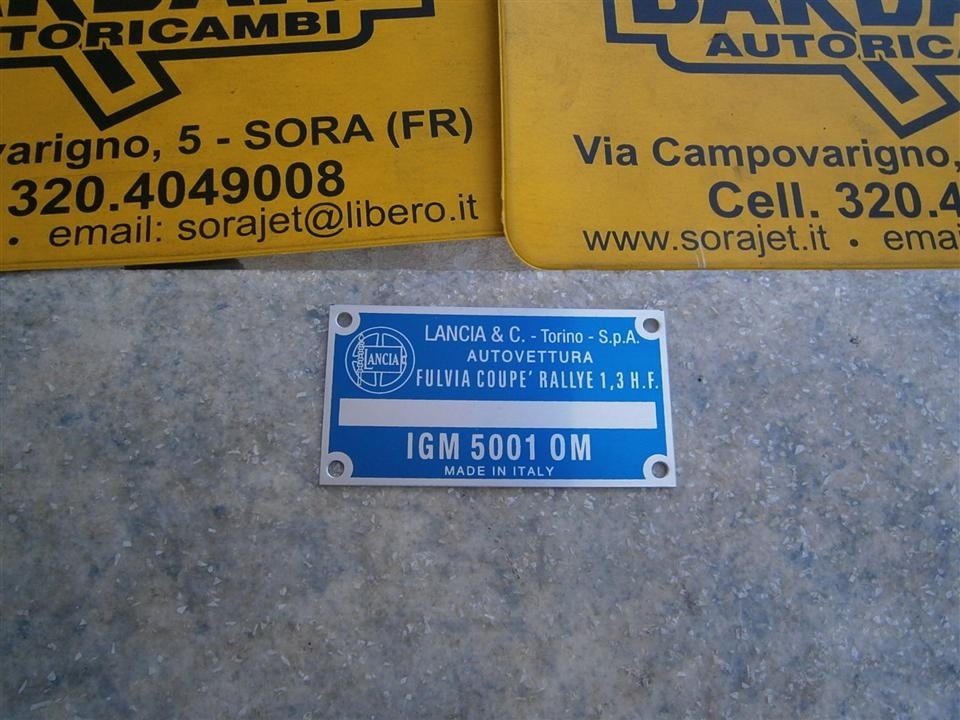 AUTORICAMBI
varigno, 5 - SORA (FR)
320.4049008
• email: sorajet@libero.it
AUTORICA
Via Campovarigno,
Cell. 320.4
www.sorajet.it • emai
LANCIA & C. - Torino - S.p.A.
AUTOVETTURA
FULVIA COUPE' RALLYE 1,3 H.F.
LANCIA
IGM 5001 OM
MADE IN ITALY